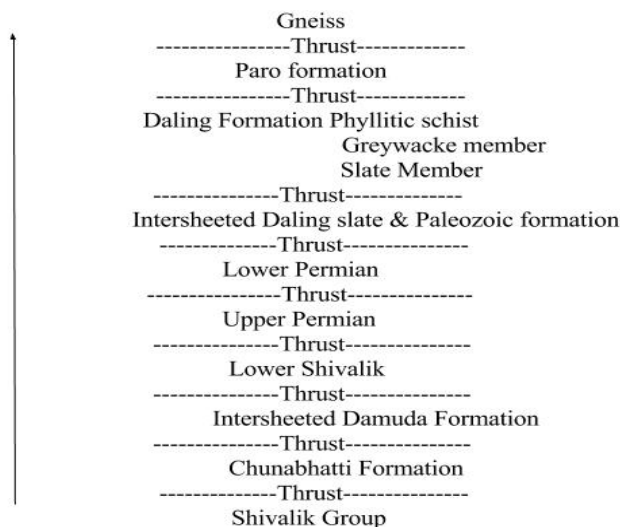 Gneiss
----------------Thrust-------------
Paro formation
----------------Thrust-------------
Daling Formation Phyllitic schist
Greywacke member
Slate Member
---------------Thrust--------------
Intersheeted Daling slate & Paleozoic formation
--------------Thrust---------------
Lower Permian
----------------Thrust---------------
Upper Permian
---------------Thrust---------------
Lower Shivalik
---------------Thrust---------------
Intersheeted Damuda Formation
--------------Thrust---------------
Chunabhatti Formation
--------------Thrust---------------
Shivalik Group